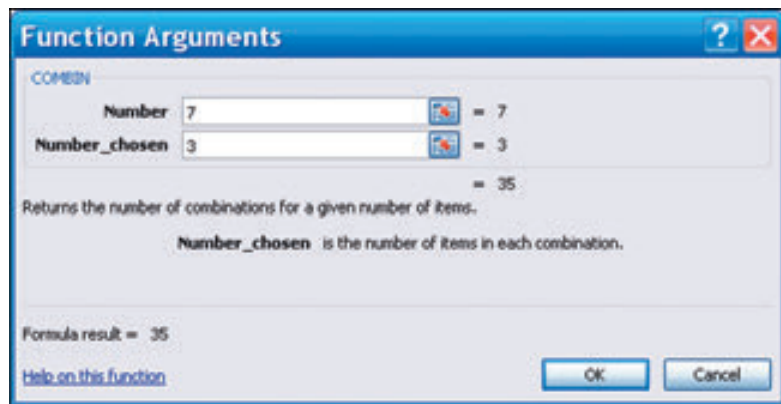 Function Arguments
COMBIN
Number 7 = 7
Number_chosen 3 = 3
= 35
Returns the number of combinations for a given number of items.
Number_chosen is the number of items in each combination.
Formula result = 35
Help on this function
OK Cancel